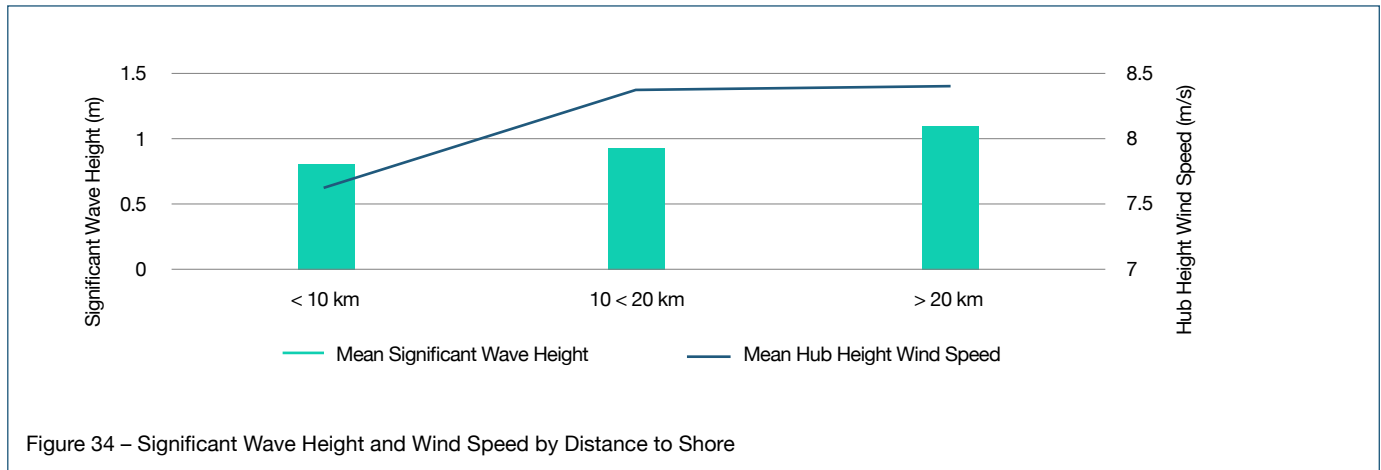 Significant Wave Height (m)
1.5
1
0.5
0
8.5
8
7.5
7
Hub Height Wind Speed (m/s)
< 10 km
10 < 20 km
> 20 km
Mean Significant Wave Height
Mean Hub Height Wind Speed
Figure 34 – Significant Wave Height and Wind Speed by Distance to Shore